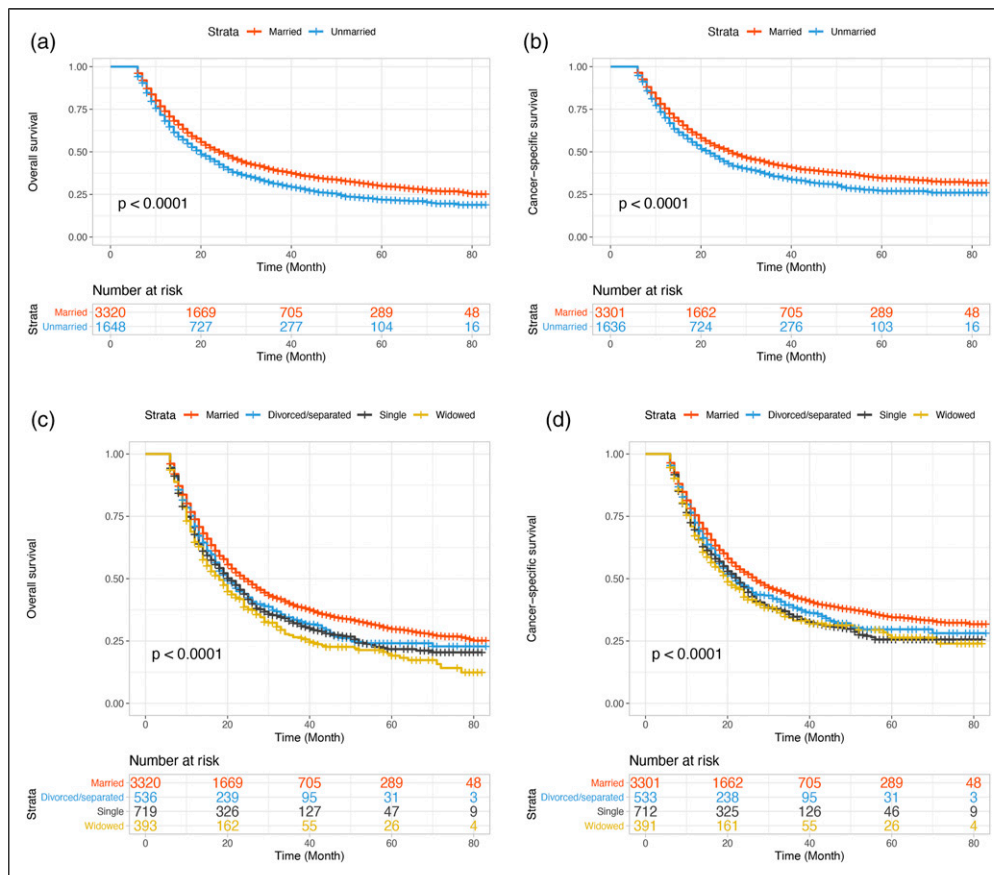 (a)
Strata Married Unmarried
Overall survival
1.00
0.75
0.50
0.25
0.00
p < 0.0001
0 20 40 60 80
Time (Month)
Number at risk
Strata
Married 3320 1669 705 289 48
Unmarried 1648 727 277 104 16
0 20 40 60 80
Time (Month)
(b)
Strata Married Unmarried
Cancer-specific survival
1.00
0.75
0.50
0.25
0.00
p < 0.0001
0 20 40 60 80
Time (Month)
Number at risk
Strata
Married 3301 1662 705 289 48
Unmarried 1636 724 276 103 16
0 20 40 60 80
Time (Month)
(c)
Strata Married Divorced/separated Single Widowed
Overall survival
1.00
0.75
0.50
0.25
0.00
p < 0.0001
0 20 40 60 80
Time (Month)
Number at risk
Strata
Married 3320 1669 705 289 48
Divorced/separated 536 239 95 31 3
Single 719 326 127 47 9
Widowed 393 162 55 26 4
0 20 40 60 80
Time (Month)
(d)
Strata Married Divorced/separated Single Widowed
Cancer-specific survival
1.00
0.75
0.50
0.25
0.00
p < 0.0001
0 20 40 60 80
Time (Month)
Number at risk
Strata
Married 3301 1662 705 289 48
Divorced/separated 533 238 95 31 3
Single 712 325 126 46 9
Widowed 391 161 55 26 4
0 20 40 60 80
Time (Month)